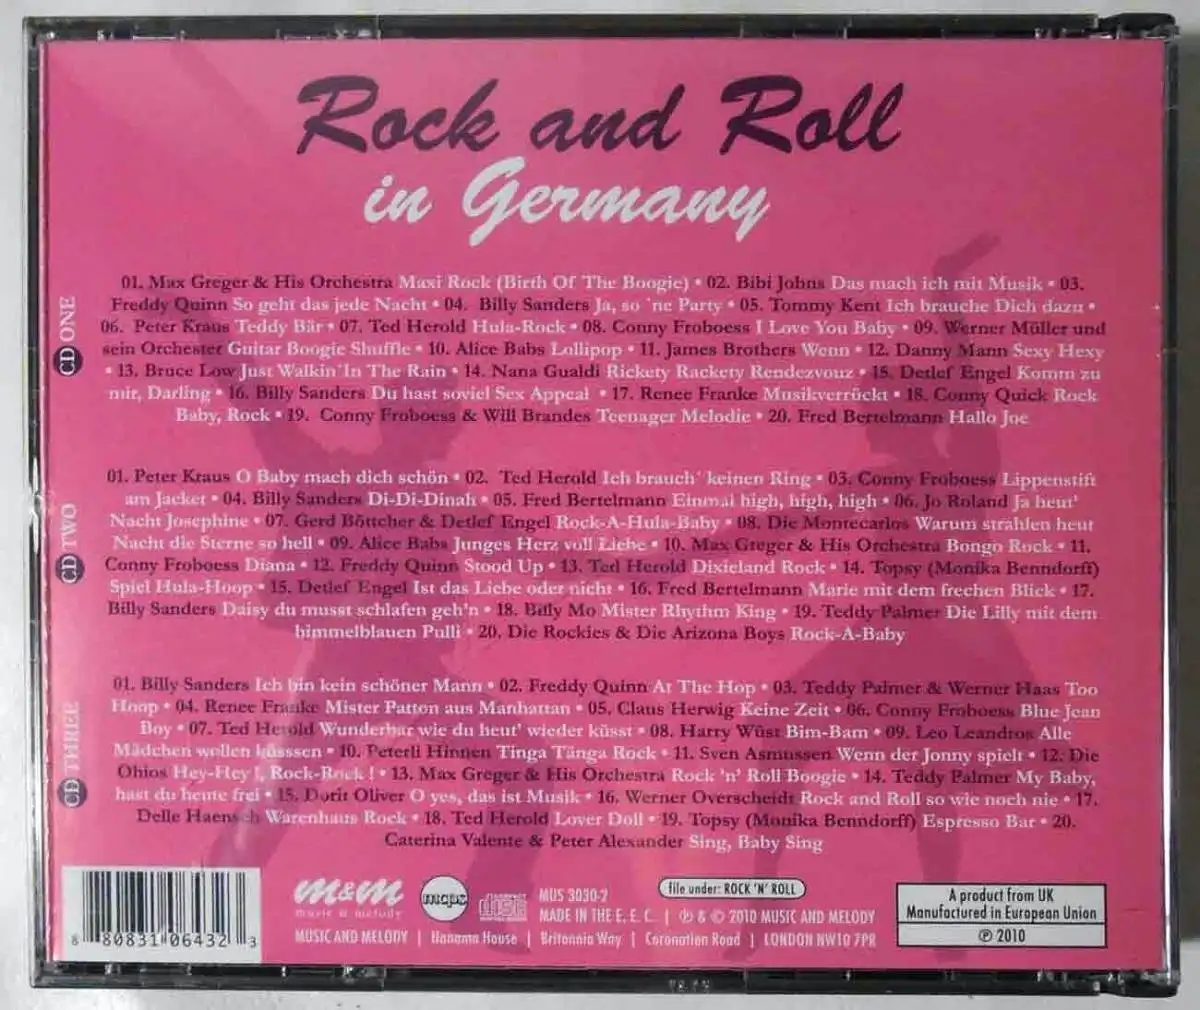 Rock and Roll
in Germany
CD ONE
01. Max Greger & His Orchestra Maxi Rock (Birth Of The Boogie) • 02. Bibi Johns Das mach ich mit Musik • 03.
Freddy Quinn So geht das jede Nacht • 04. Billy Sanders Ja, so ´ne Party • 05. Tommy Kent Ich brauche Dich dazu •
06. Peter Kraus Teddy Bär • 07. Ted Herold Hula-Rock • 08. Conny Froboess I Love You Baby • 09. Werner Müller und
sein Orchester Guitar Boogie Shuffle • 10. Alice Babs Lollipop • 11. James Brothers Wenn • 12. Danny Mann Sexy Hexy
• 13. Bruce Low Just Walkin´In The Rain • 14. Nana Gualdi Rickety Rackety Rendezvouz • 15. Detlef Engel Komm zu
mir, Darling • 16. Billy Sanders Du hast soviel Sex Appeal • 17. Renee Franke Musikverrückt • 18. Conny Quick Rock
Baby, Rock • 19. Conny Froboess & Will Brandes Teenager Melodie • 20. Fred Bertelmann Hallo Joe
CD TWO
01. Peter Kraus O Baby mach dich schön • 02. Ted Herold Ich brauch´ keinen Ring • 03. Conny Froboess Lippenstift
am Jacket • 04. Billy Sanders Di-Di-Dinah • 05. Fred Bertelmann Einmal high, high, high • 06. Jo Roland Ja heut'
Nacht Josephine • 07. Gerd Böttcher & Detlef Engel Rock-A-Hula-Baby • 08. Die Montecarlos Warum strahlen heut
Nacht die Sterne so hell • 09. Alice Babs Junges Herz voll Liebe • 10. Max Greger & His Orchestra Bongo Rock • 11.
Conny Froboess Diana • 12. Freddy Quinn Stood Up • 13. Ted Herold Dixieland Rock • 14. Topsy (Monika Benndorff)
Spiel Hula-Hoop • 15. Detlef Engel Ist das Liebe oder nicht • 16. Fred Bertelmann Marie mit dem frechen Blick • 17.
Billy Sanders Daisy du musst schlafen geh'n • 18. Billy Mo Mister Rhythm King • 19. Teddy Palmer Die Lilly mit dem
himmelblauen Pulli • 20. Die Rockies & Die Arizona Boys Rock-A-Baby
CD THREE
01. Billy Sanders Ich bin kein schöner Mann • 02. Freddy Quinn At The Hop • 03. Teddy Palmer & Werner Haas Too
Hoop • 04. Renee Franke Mister Patton aus Manhattan • 05. Claus Herwig Keine Zeit • 06. Conny Froboess Blue Jean
Boy • 07. Ted Herold Wunderbar wie du heut' wieder küsst • 08. Harry Wüst Bim-Bam • 09. Leo Leandros Alle
Mädchen wollen küsssen • 10. Peterli Hinnen Tinga Tanga Rock • 11. Sven Asmussen Wenn der Jonny spielt • 12. Die
Ohios Hey-Hey !, Rock-Rock ! • 13. Max Greger & His Orchestra Rock 'n' Roll Boogie • 14. Teddy Palmer My Baby,
hast du heute frei • 15. Dorit Oliver O yes, das ist Musik • 16. Werner Overscheidt Rock and Roll so wie noch nie • 17.
Delle Haensch Warenhaus Rock • 18. Ted Herold Lover Doll • 19. Topsy (Monika Benndorff) Espresso Bar • 20.
Caterina Valente & Peter Alexander Sing, Baby Sing
8 80831 06432 3
m&m
music & melody
mcps
disc
MUS 3030-2
file under: ROCK 'N' ROLL
MADE IN THE E. E. C. | ℗ & © 2010 MUSIC AND MELODY
MUSIC AND MELODY | Hanama House | Britannia Way | Coronation Road | LONDON NW10 7PR
A product from UK
Manufactured in European Union
℗ 2010